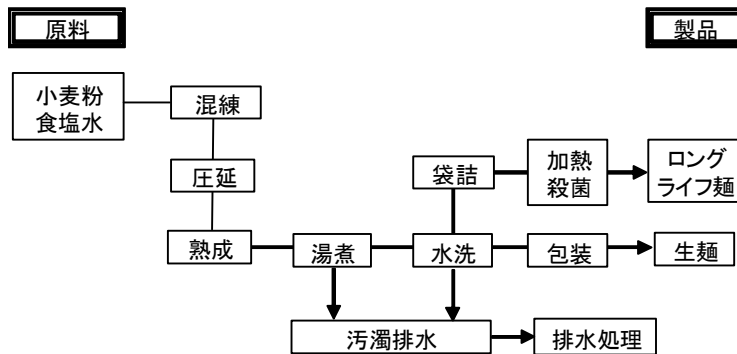 原料
製品
小麦粉
食塩水
混練
圧延
熟成
湯煮
水洗
袋詰
加熱
殺菌
ロング
ライフ麺
包装
生麺
汚濁排水
排水処理